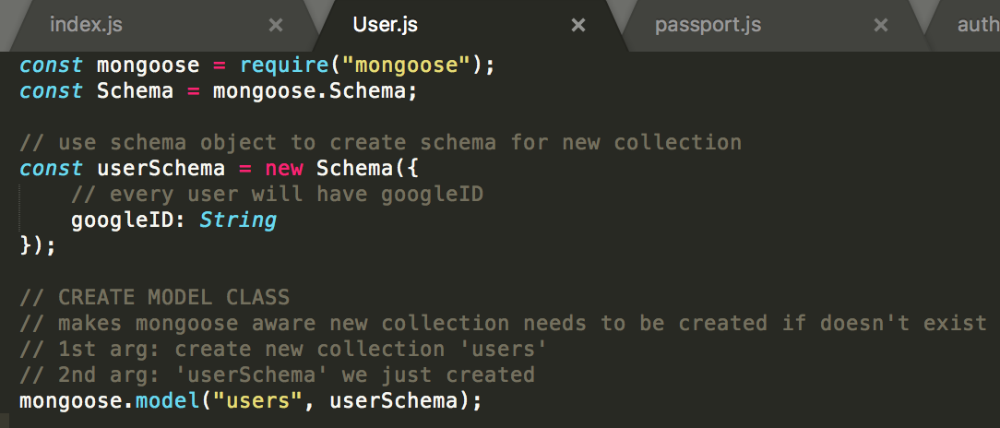 index.js × User.js × passport.js × auth
const mongoose = require("mongoose");
const Schema = mongoose.Schema;
// use schema object to create schema for new collection
const userSchema = new Schema({
// every user will have googleID
googleID: String
});
// CREATE MODEL CLASS
// makes mongoose aware new collection needs to be created if doesn't exist
// 1st arg: create new collection 'users'
// 2nd arg: 'userSchema' we just created
mongoose.model("users", userSchema);